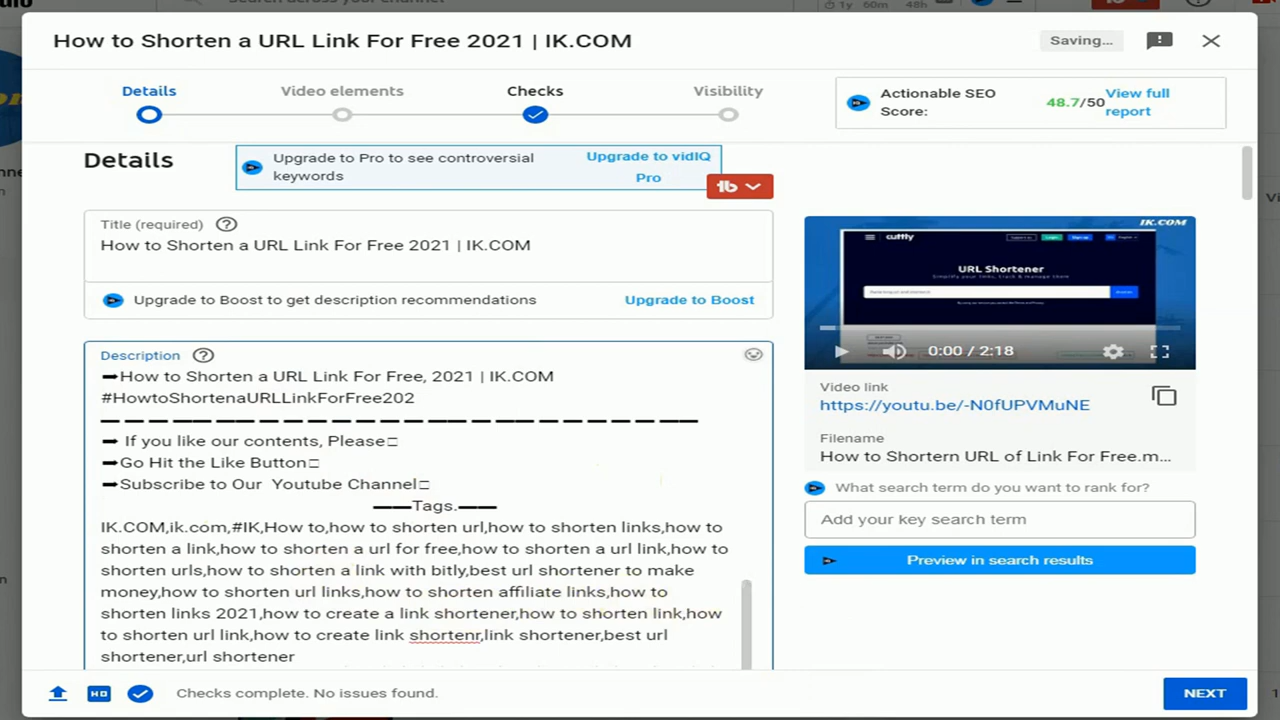 How to Shorten a URL Link For Free 2021 | IK.COM
Saving...
Details
Video elements
Checks
Visibility
Actionable SEO Score:
48.7/50
View full report
Details
Upgrade to Pro to see controversial keywords
Upgrade to vidIQ Pro
Title (required)
How to Shorten a URL Link For Free 2021 | IK.COM
Upgrade to Boost to get description recommendations
Upgrade to Boost
Description
➡How to Shorten a URL Link For Free, 2021 | IK.COM
#HowtoShortenaURLLinkForFree202
➡ If you like our contents, Please
➡Go Hit the Like Button
➡Subscribe to Our Youtube Channel
——Tags.——
IK.COM,ik.com,#IK,How to,how to shorten url,how to shorten links,how to
shorten a link,how to shorten a url for free,how to shorten a url link,how to
shorten urls,how to shorten a link with bitly,best url shortener to make
money,how to shorten url links,how to shorten affiliate links,how to
shorten links 2021,how to create a link shortener,how to shorten link,how
to shorten url link,how to create link shortenr,link shortener,best url
shortener,url shortener
IK.COM
cuttly
URL Shortener
0:00 / 2:18
Video link
https://youtu.be/-N0fUPVMuNE
Filename
How to Shortern URL of Link For Free.m...
What search term do you want to rank for?
Add your key search term
Preview in search results
HD
Checks complete. No issues found.
NEXT